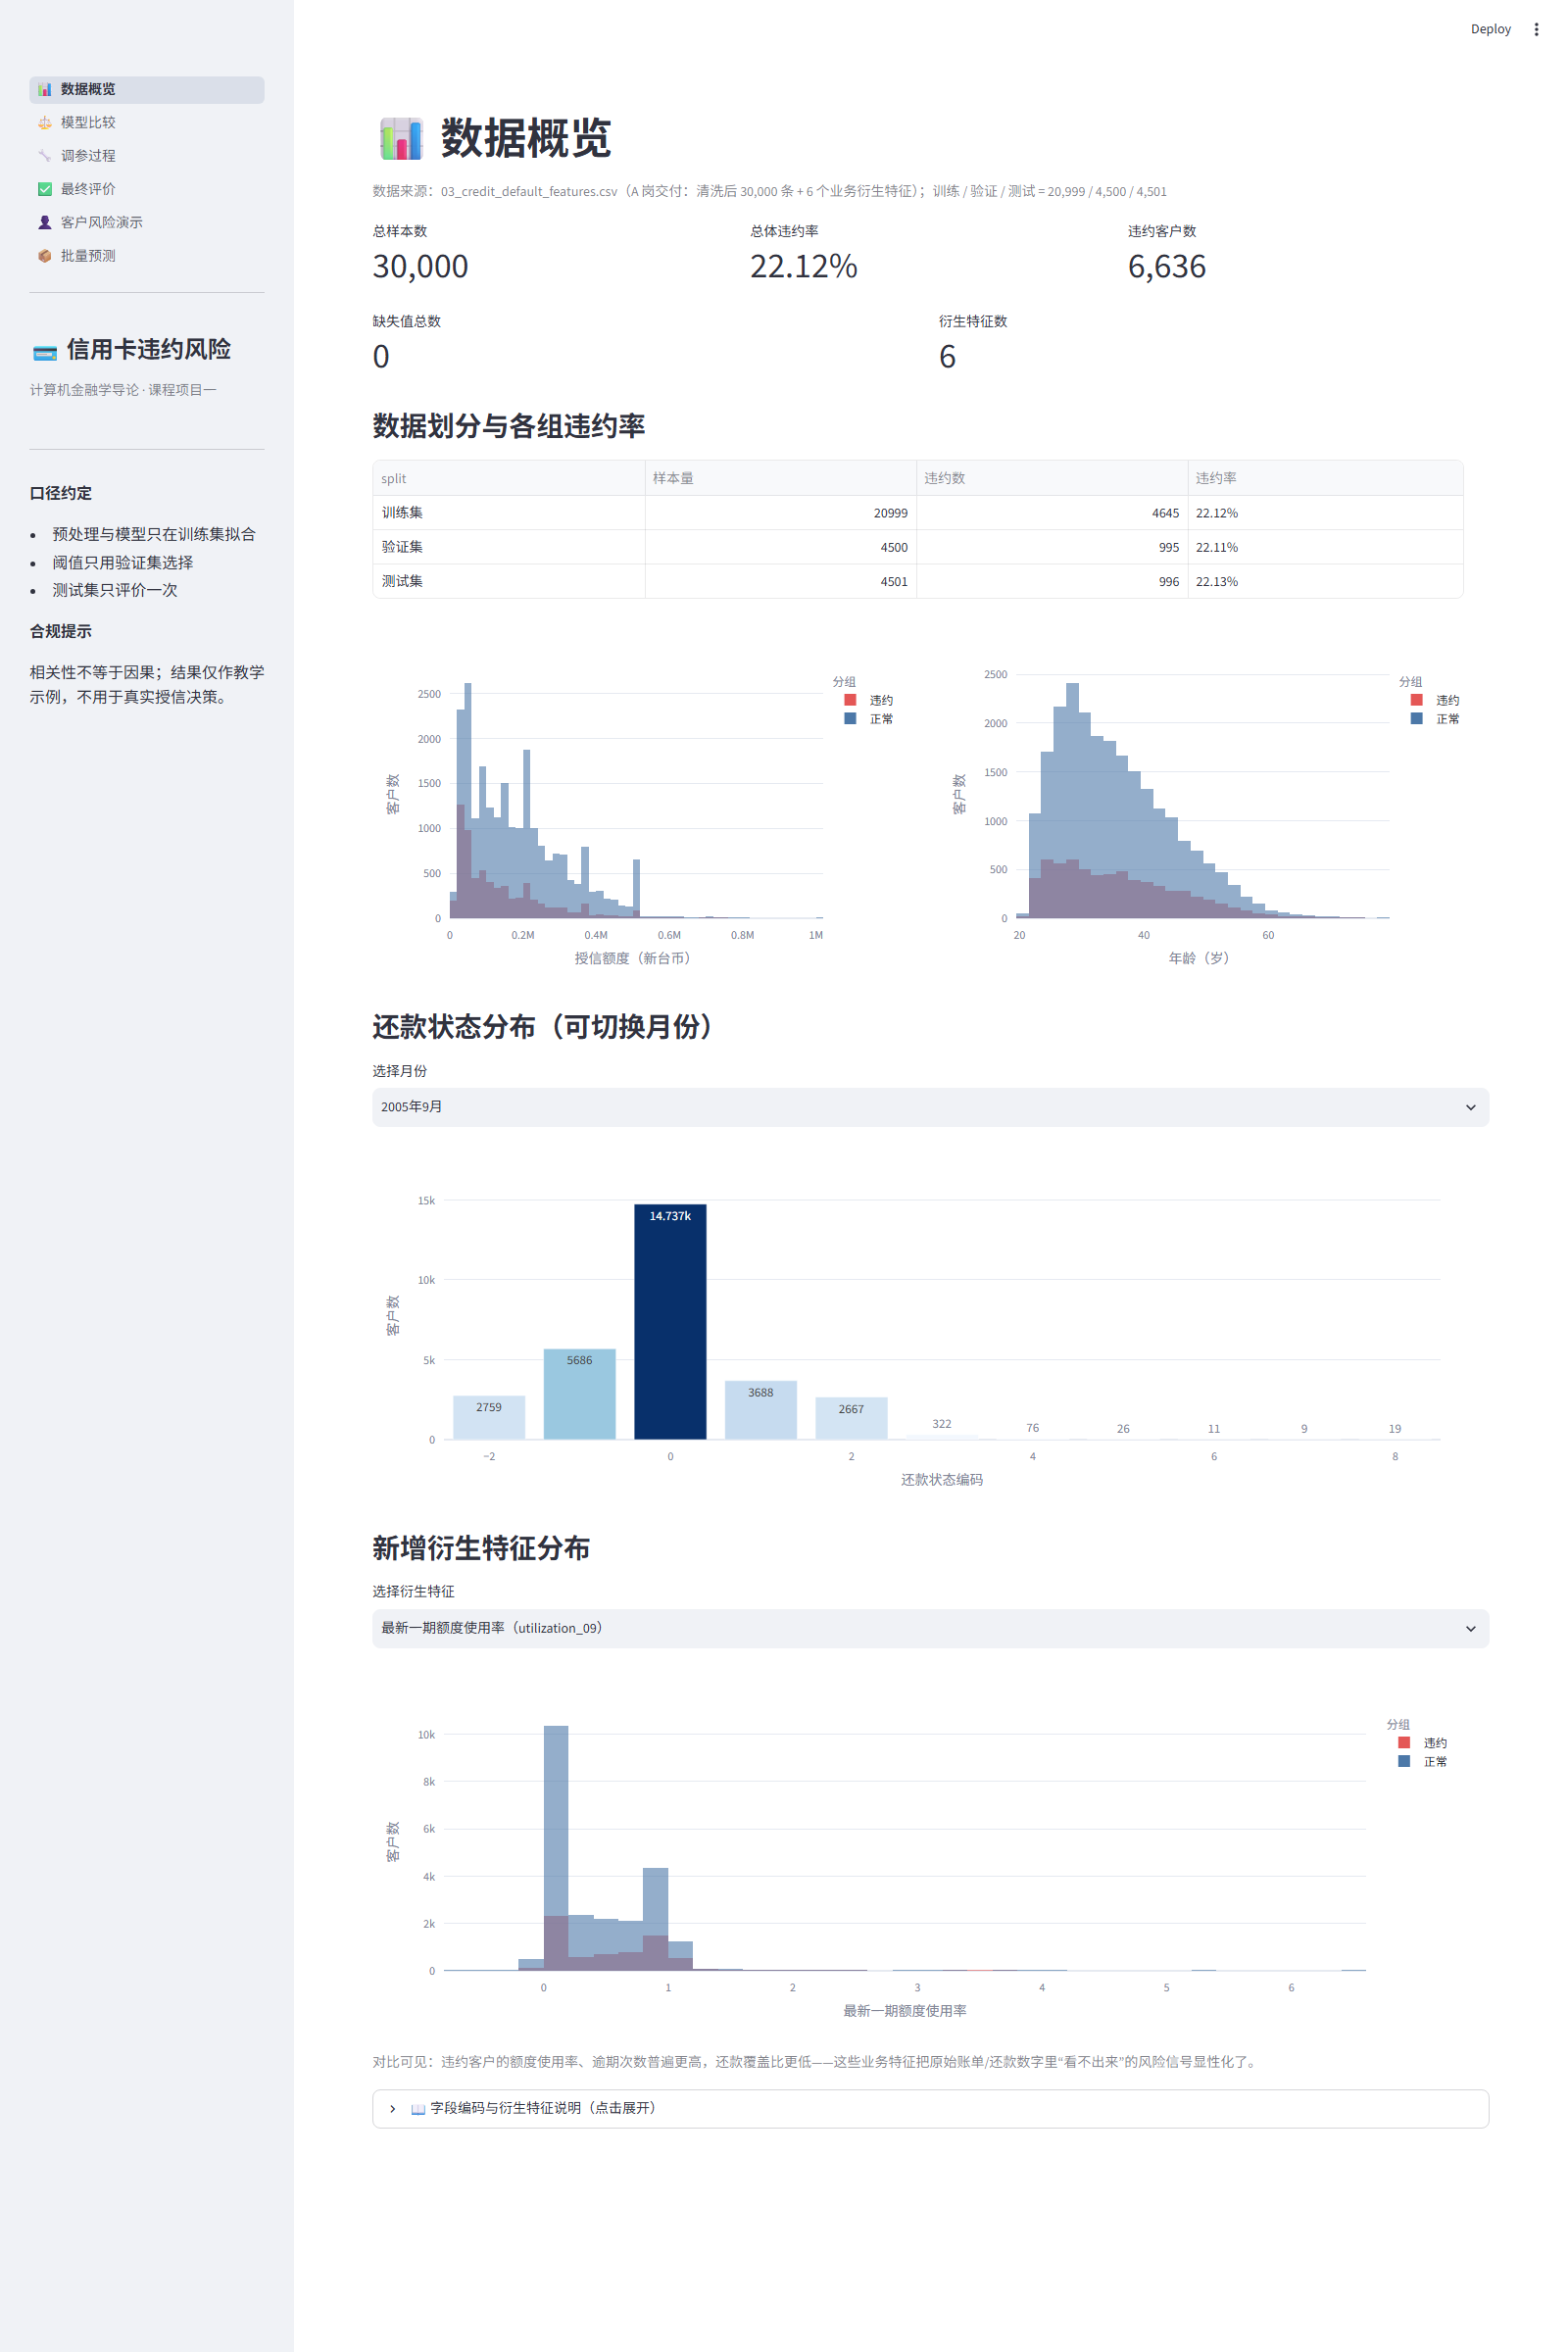 Deploy
数据概览
模型比较
调参过程
最终评价
客户风险演示
批量预测
信用卡违约风险
计算机金融学导论 · 课程项目一
口径约定
预处理与模型只在训练集拟合
阈值只用验证集选择
测试集只评价一次
合规提示
相关性不等于因果；结果仅作教学
示例，不用于真实授信决策。
数据概览
数据来源：03_credit_default_features.csv（A 岗交付：清洗后 30,000 条 + 6 个业务衍生特征）；训练 / 验证 / 测试 = 20,999 / 4,500 / 4,501
总样本数 总体违约率 违约客户数
30,000 22.12% 6,636
缺失值总数 衍生特征数
0 6
数据划分与各组违约率
split 样本量 违约数 违约率
训练集 20999 4645 22.12%
验证集 4500 995 22.11%
测试集 4501 996 22.13%
客户数
2500
2000
1500
1000
500
0
0 0.2M 0.4M 0.6M 0.8M 1M
授信额度（新台币）
分组
违约
正常
客户数
2500
2000
1500
1000
500
0
20 40 60
年龄（岁）
分组
违约
正常
还款状态分布（可切换月份）
选择月份
2005年9月
客户数
15k
10k
5k
0
2759 5686 14.737k 3688 2667 322 76 26 11 9 19
−2 0 2 4 6 8
还款状态编码
新增衍生特征分布
选择衍生特征
最新一期额度使用率（utilization_09）
客户数
10k
8k
6k
4k
2k
0
0 1 2 3 4 5 6
最新一期额度使用率
分组
违约
正常
对比可见：违约客户的额度使用率、逾期次数普遍更高，还款覆盖比更低——这些业务特征把原始账单/还款数字里“看不出来”的风险信号显性化了。
字段编码与衍生特征说明（点击展开）